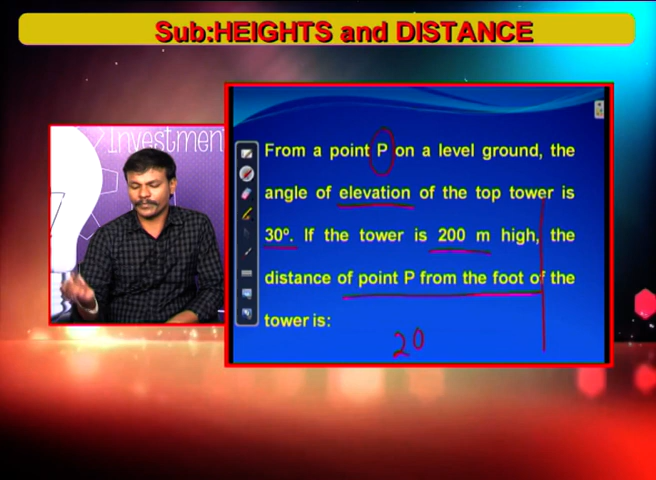 Sub:HEIGHTS and DISTANCE
Investment
From a point P on a level ground, the
angle of elevation of the top tower is
30º. If the tower is 200 m high, the
distance of point P from the foot of the
tower is:
20